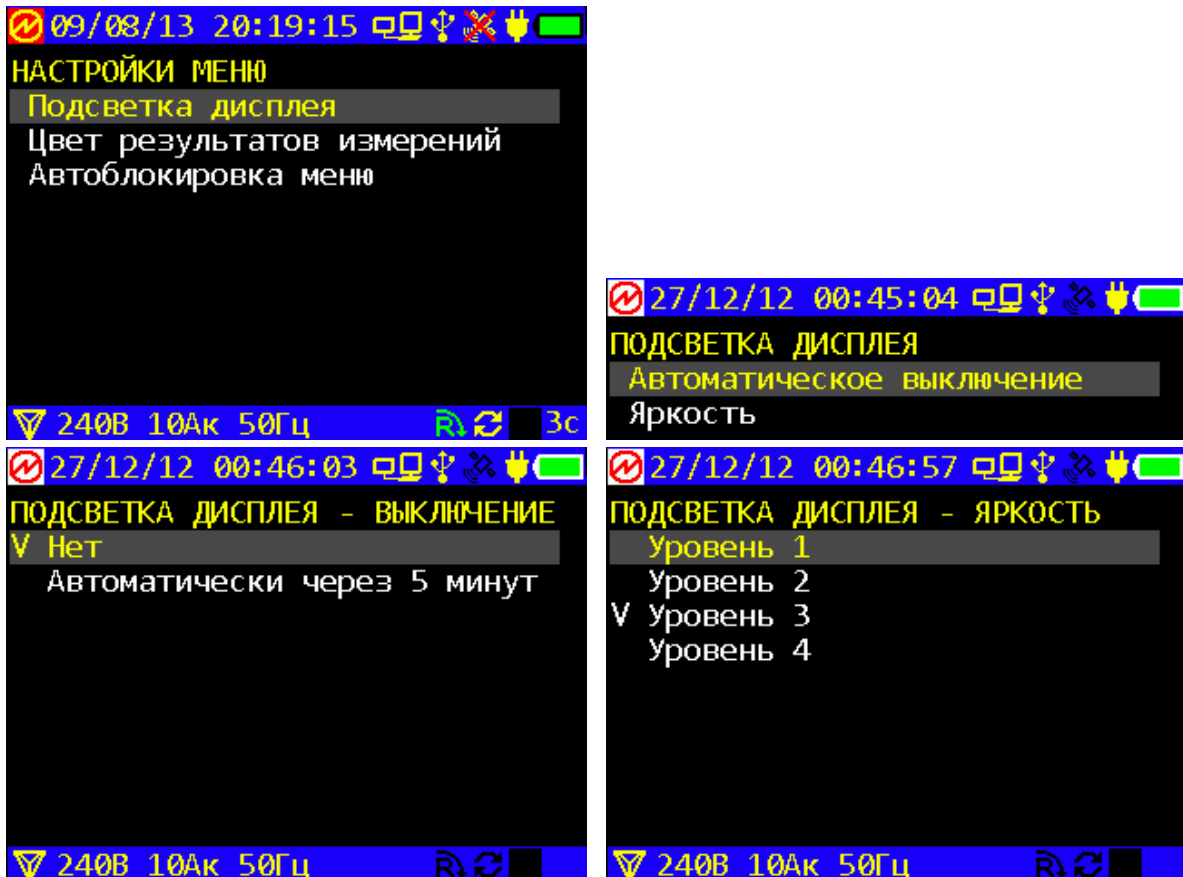 09/08/13 20:19:15
НАСТРОЙКИ МЕНЮ
Подсветка дисплея
Цвет результатов измерений
Автоблокировка меню
240В 10Ак 50Гц R 3с
27/12/12 00:45:04
ПОДСВЕТКА ДИСПЛЕЯ
Автоматическое выключение
Яркость
27/12/12 00:46:03
ПОДСВЕТКА ДИСПЛЕЯ - ВЫКЛЮЧЕНИЕ
V Нет
Автоматически через 5 минут
240В 10Ак 50Гц R
27/12/12 00:46:57
ПОДСВЕТКА ДИСПЛЕЯ - ЯРКОСТЬ
Уровень 1
Уровень 2
V Уровень 3
Уровень 4
240В 10Ак 50Гц R